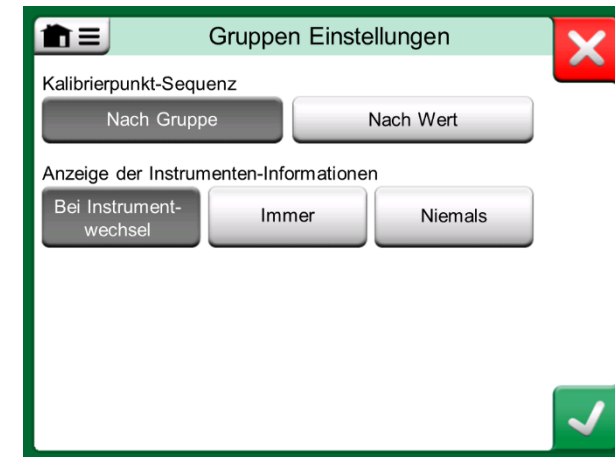 Gruppen Einstellungen
Kalibrierpunkt-Sequenz
Nach Gruppe
Nach Wert
Anzeige der Instrumenten-Informationen
Bei Instrument-
wechsel
Immer
Niemals